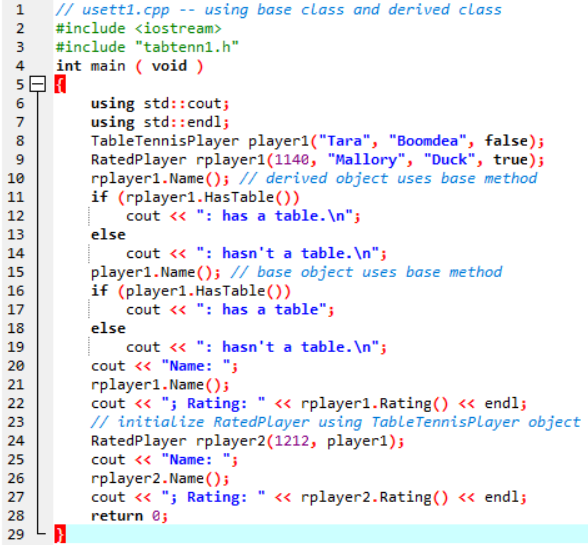 1 // usett1.cpp -- using base class and derived class
2 #include <iostream>
3 #include "tabtenn1.h"
4 int main ( void )
5 {
6 using std::cout;
7 using std::endl;
8 TableTennisPlayer player1("Tara", "Boomdea", false);
9 RatedPlayer rplayer1(1140, "Mallory", "Duck", true);
10 rplayer1.Name(); // derived object uses base method
11 if (rplayer1.HasTable())
12 cout << ": has a table.\n";
13 else
14 cout << ": hasn't a table.\n";
15 player1.Name(); // base object uses base method
16 if (player1.HasTable())
17 cout << ": has a table";
18 else
19 cout << ": hasn't a table.\n";
20 cout << "Name: ";
21 rplayer1.Name();
22 cout << "; Rating: " << rplayer1.Rating() << endl;
23 // initialize RatedPlayer using TableTennisPlayer object
24 RatedPlayer rplayer2(1212, player1);
25 cout << "Name: ";
26 rplayer2.Name();
27 cout << "; Rating: " << rplayer2.Rating() << endl;
28 return 0;
29 }